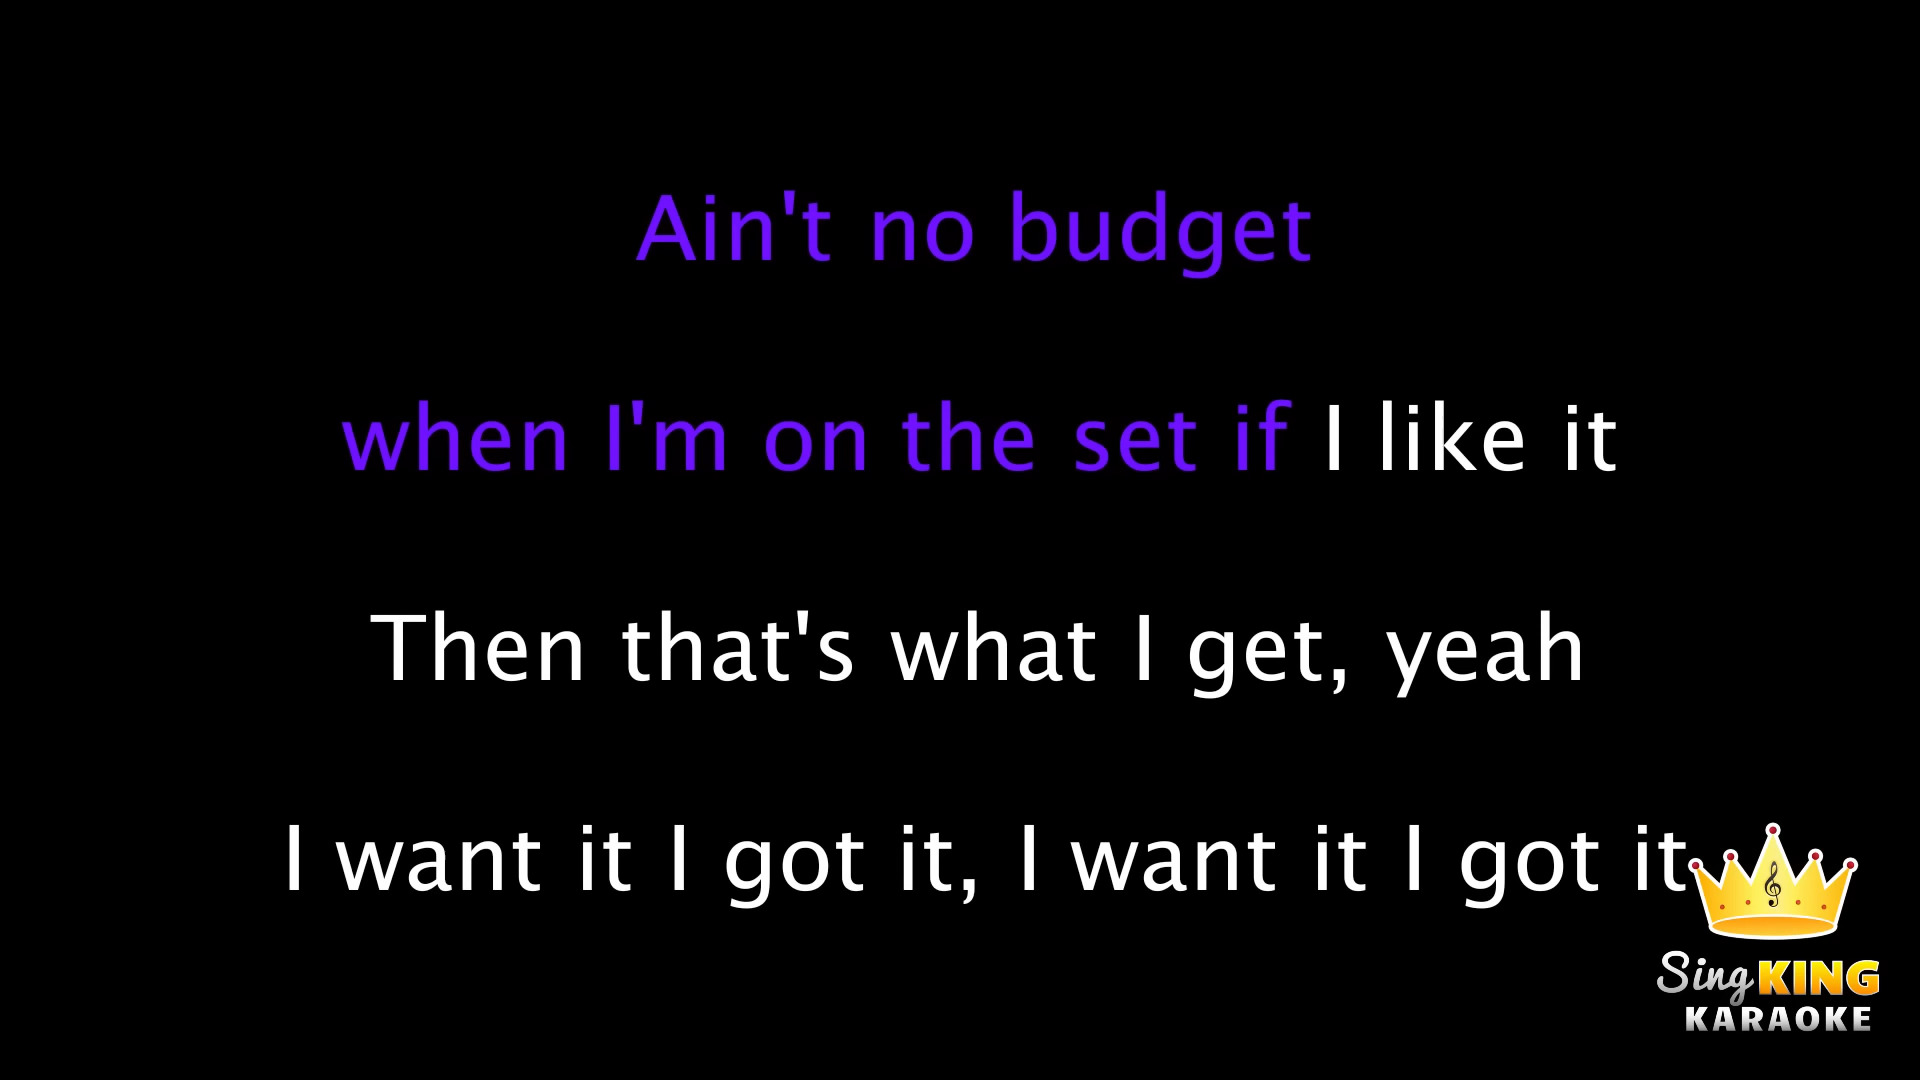 Ain't no budget
when I'm on the set if I like it
Then that's what I get, yeah
I want it I got it, I want it I got it
Sing KING
KARAOKE